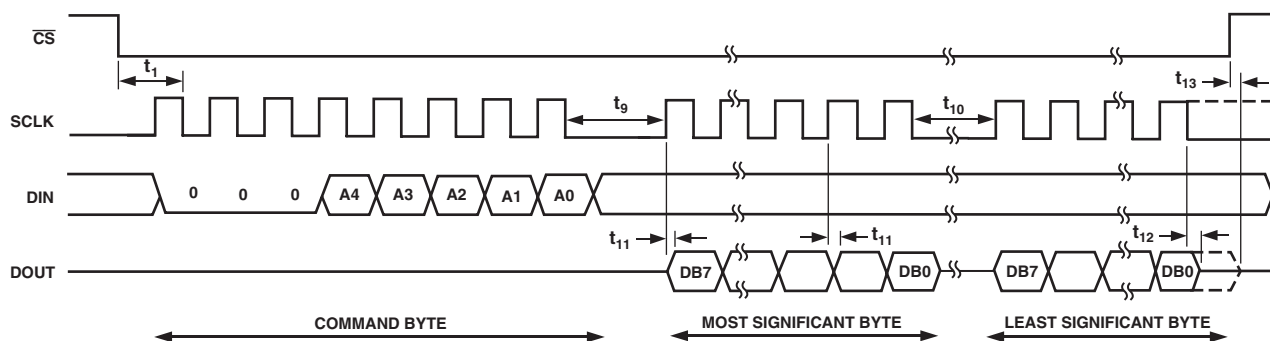 CS
t1
t13
SCLK
t9
t10
DIN
0 0 0 A4 A3 A2 A1 A0
t11
t11
t12
DOUT
DB7 DB0 DB7 DB0
COMMAND BYTE
MOST SIGNIFICANT BYTE
LEAST SIGNIFICANT BYTE